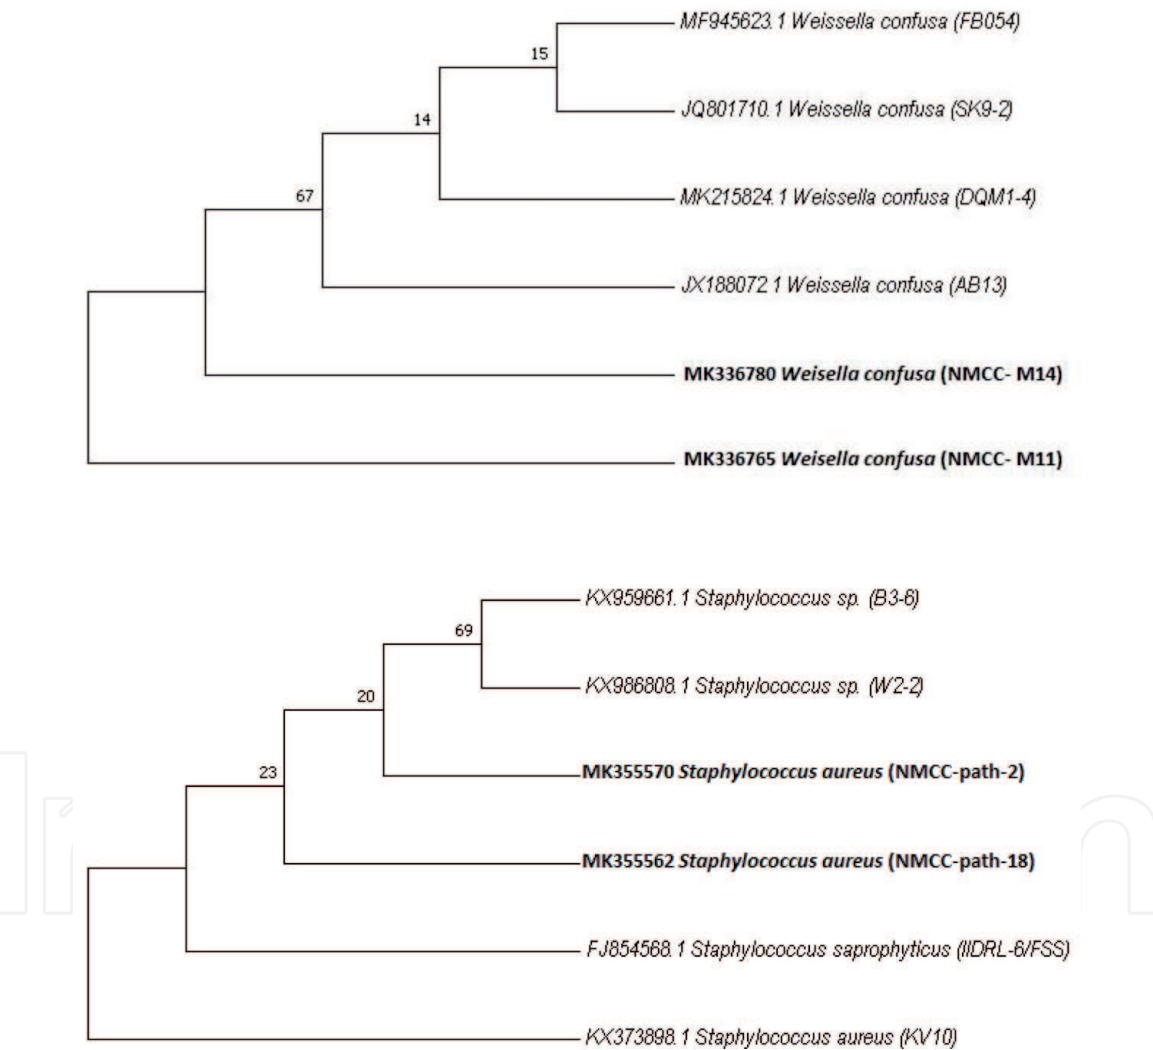 MF945623.1 Weissella confusa (FB054)
15
JQ801710.1 Weissella confusa (SK9-2)
14
MK215824.1 Weissella confusa (DQM1-4)
67
JX188072.1 Weissella confusa (AB13)
MK336780 Weisella confusa (NMCC- M14)
MK336765 Weisella confusa (NMCC- M11)
KX959661.1 Staphylococcus sp. (B3-6)
69
KX986808.1 Staphylococcus sp. (W2-2)
20
MK355570 Staphylococcus aureus (NMCC-path-2)
23
MK355562 Staphylococcus aureus (NMCC-path-18)
FJ854568.1 Staphylococcus saprophyticus (IIDRL-6/FSS)
KX373898.1 Staphylococcus aureus (KV10)